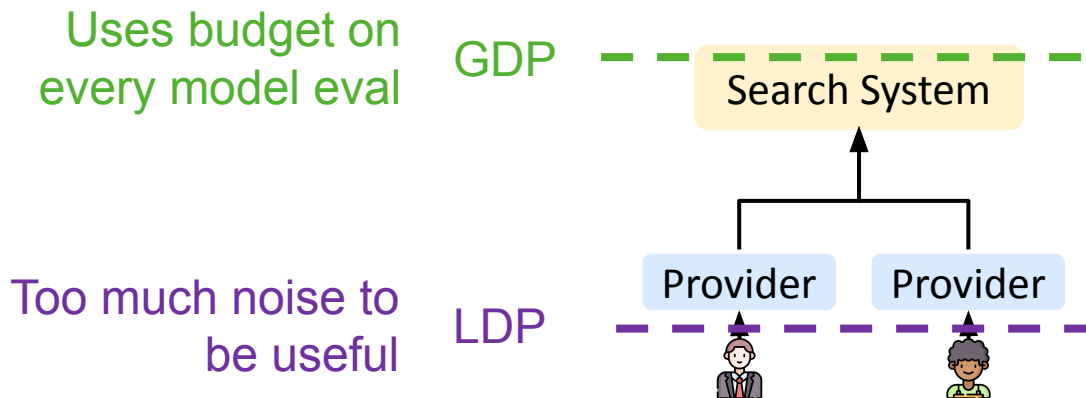 Uses budget on
every model eval
GDP
Search System
Provider
Provider
Too much noise to
be useful
LDP